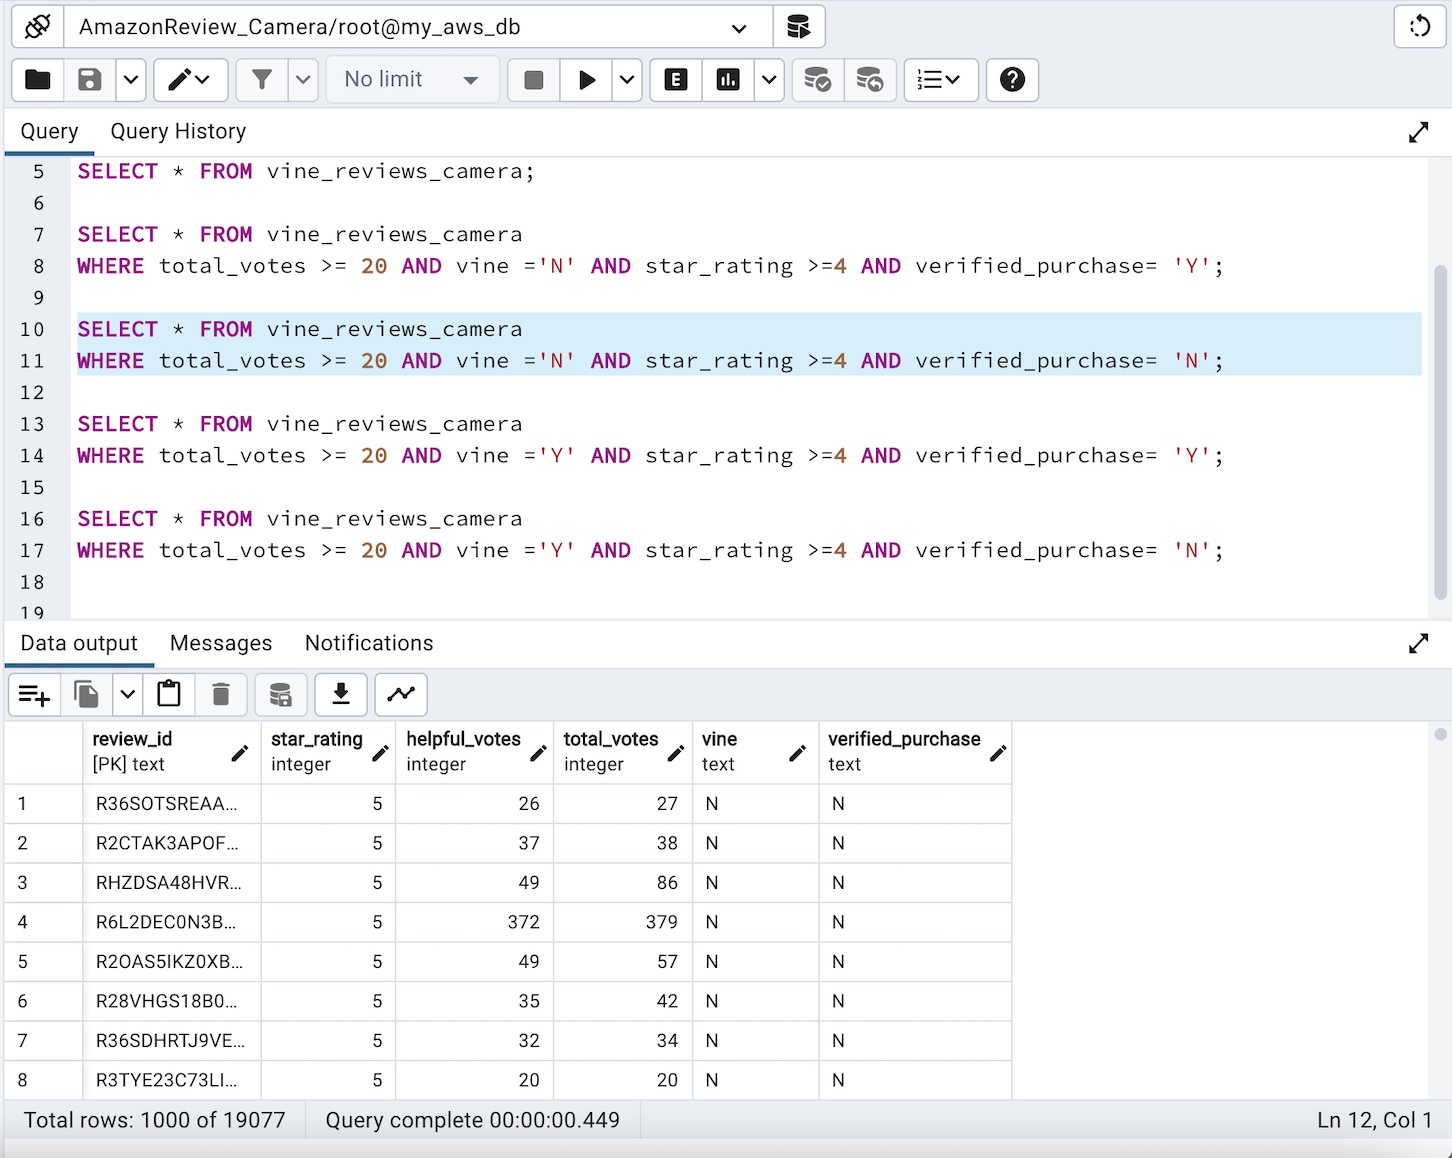 AmazonReview_Camera/root@my_aws_db
No limit
E
Query Query History
5 SELECT * FROM vine_reviews_camera;
6
7 SELECT * FROM vine_reviews_camera
8 WHERE total_votes >= 20 AND vine ='N' AND star_rating >=4 AND verified_purchase= 'Y';
9
10 SELECT * FROM vine_reviews_camera
11 WHERE total_votes >= 20 AND vine ='N' AND star_rating >=4 AND verified_purchase= 'N';
12
13 SELECT * FROM vine_reviews_camera
14 WHERE total_votes >= 20 AND vine ='Y' AND star_rating >=4 AND verified_purchase= 'Y';
15
16 SELECT * FROM vine_reviews_camera
17 WHERE total_votes >= 20 AND vine ='Y' AND star_rating >=4 AND verified_purchase= 'N';
18
19
Data output Messages Notifications
review_id star_rating helpful_votes total_votes vine verified_purchase
[PK] text integer integer integer text text
1 R36SOTSREAA... 5 26 27 N N
2 R2CTAK3APOF... 5 37 38 N N
3 RHZDSA48HVR... 5 49 86 N N
4 R6L2DEC0N3B... 5 372 379 N N
5 R2OAS5IKZ0XB... 5 49 57 N N
6 R28VHGS18B0... 5 35 42 N N
7 R36SDHRTJ9VE... 5 32 34 N N
8 R3TYE23C73LI... 5 20 20 N N
Total rows: 1000 of 19077 Query complete 00:00:00.449 Ln 12, Col 1